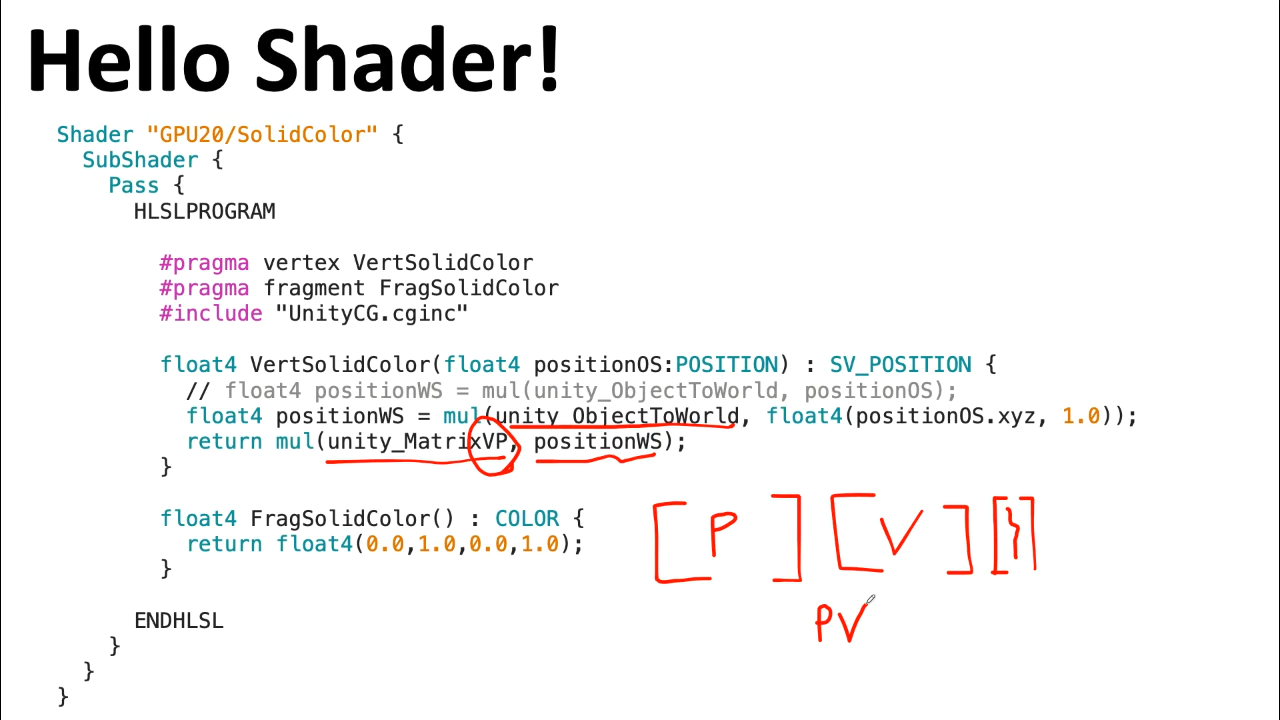 Hello Shader!
Shader "GPU20/SolidColor" {
SubShader {
Pass {
HLSLPROGRAM
#pragma vertex VertSolidColor
#pragma fragment FragSolidColor
#include "UnityCG.cginc"
float4 VertSolidColor(float4 positionOS:POSITION) : SV_POSITION {
// float4 positionWS = mul(unity_ObjectToWorld, positionOS);
float4 positionWS = mul(unity_ObjectToWorld, float4(positionOS.xyz, 1.0));
return mul(unity_MatrixVP, positionWS);
}
float4 FragSolidColor() : COLOR {
return float4(0.0,1.0,0.0,1.0);
}
[ P ] [ V ] [ ]
PV
ENDHLSL
}
}
}